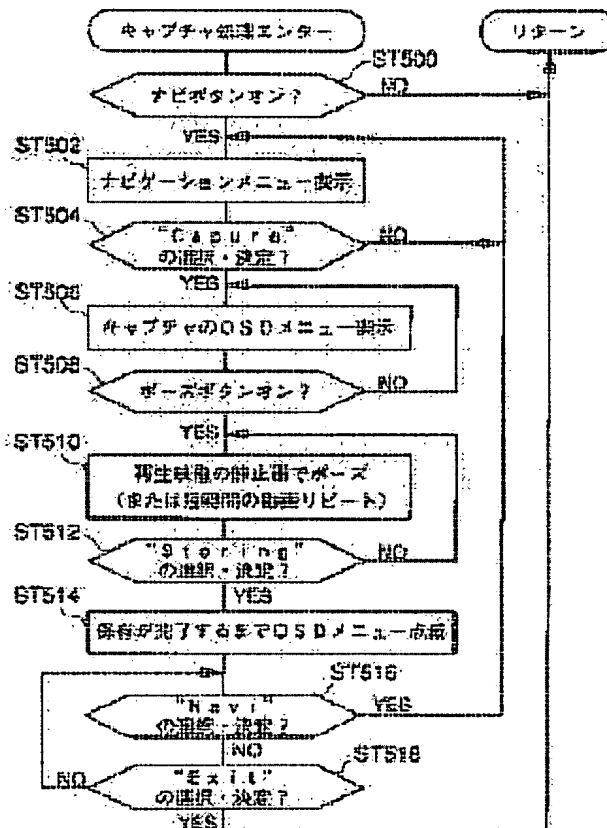 キャプチャ処理エンター
リターン
ST500
ナビボタンオン？
NO
YES
ST502
ナビゲーションメニュー表示
ST504
"Capura"
の選択・決定？
NO
YES
ST506
キャプチャのOSDメニュー表示
ST508
ポーズボタンオン？
NO
YES
ST510
再生映像の静止画でポーズ
（または短時間の動画リピート）
ST512
"Storing"
の選択・決定？
NO
YES
ST514
保存が完了するまでOSDメニュー点滅
ST516
"Navi"
の選択・決定？
YES
NO
ST518
"Exit"
の選択・決定？
NO
YES